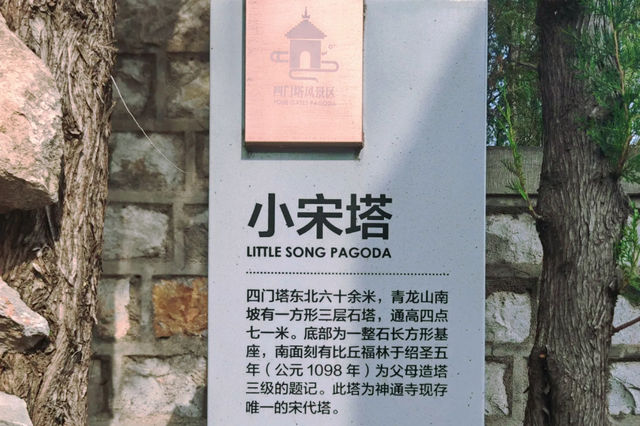 四门塔风景区
FOUR GATES PAGODA
小宋塔
LITTLE SONG PAGODA
四门塔东北六十余米，青龙山南
坡有一方形三层石塔，通高四点
七一米。底部为一整石长方形基
座，南面刻有比丘福林于绍圣五
年（公元 1098 年）为父母造塔
三级的题记。此塔为神通寺现存
唯一的宋代塔。